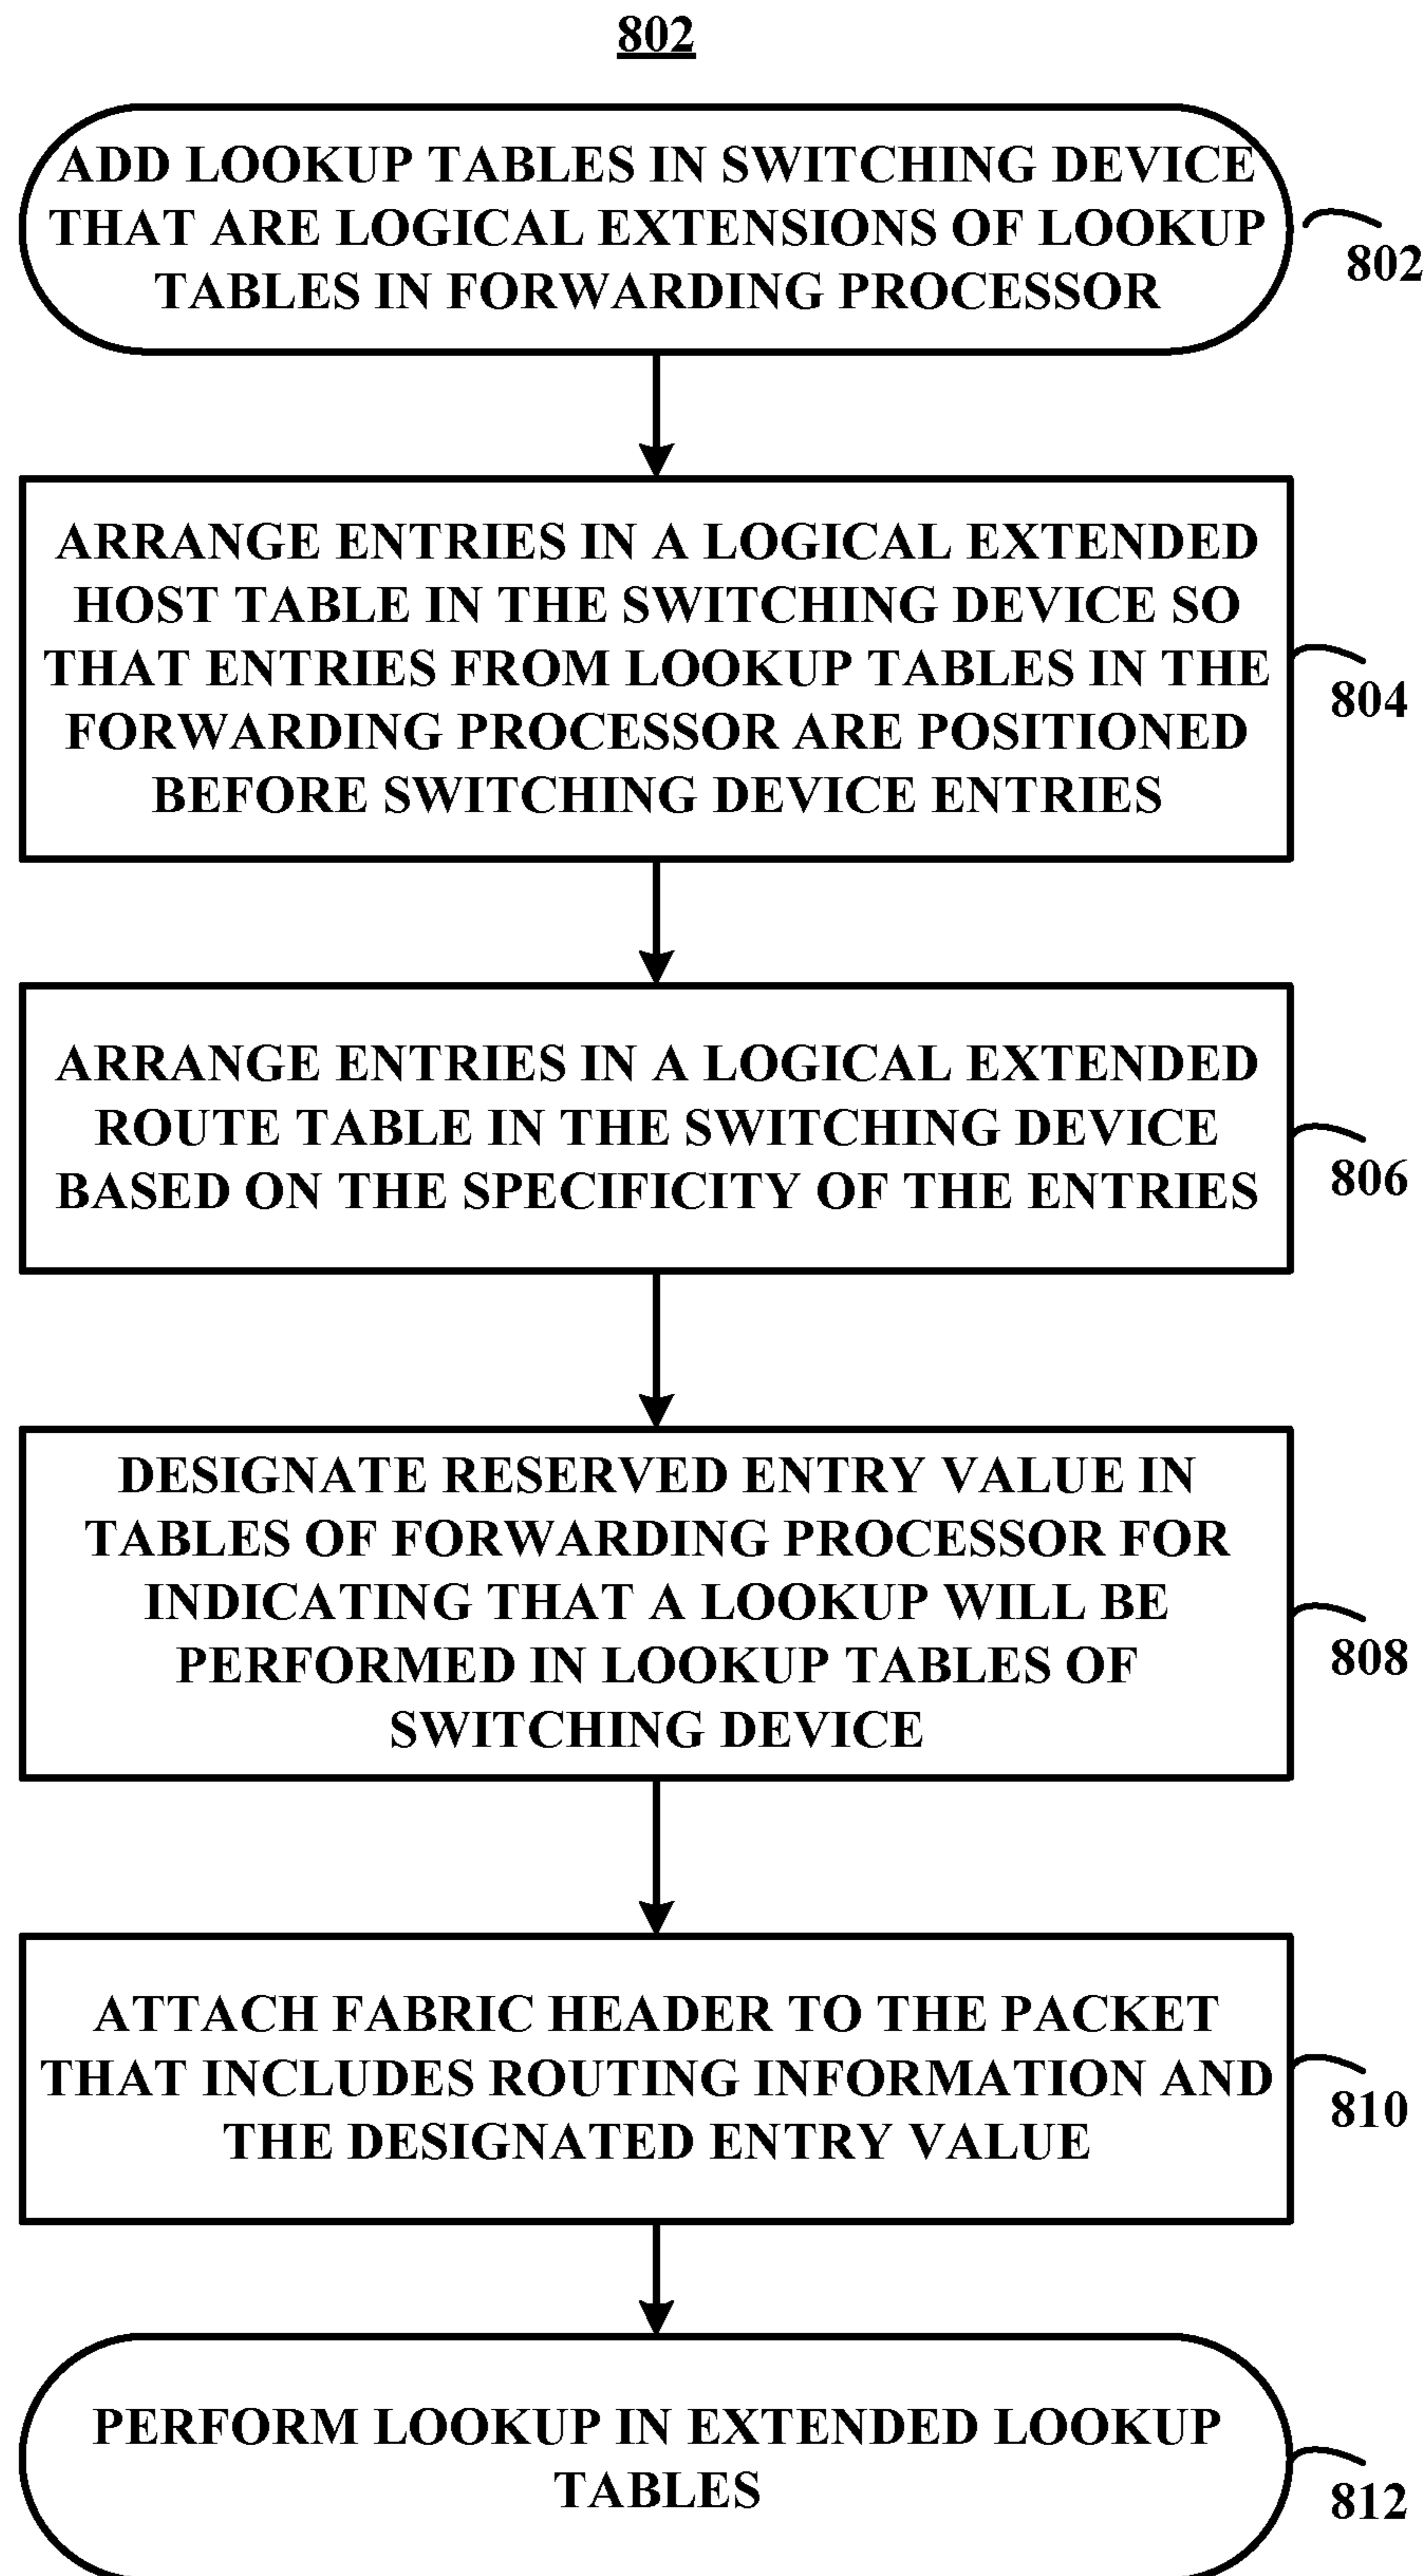 802
ADD LOOKUP TABLES IN SWITCHING DEVICE
THAT ARE LOGICAL EXTENSIONS OF LOOKUP
TABLES IN FORWARDING PROCESSOR
802
ARRANGE ENTRIES IN A LOGICAL EXTENDED
HOST TABLE IN THE SWITCHING DEVICE SO
THAT ENTRIES FROM LOOKUP TABLES IN THE
FORWARDING PROCESSOR ARE POSITIONED
BEFORE SWITCHING DEVICE ENTRIES
804
ARRANGE ENTRIES IN A LOGICAL EXTENDED
ROUTE TABLE IN THE SWITCHING DEVICE
BASED ON THE SPECIFICITY OF THE ENTRIES
806
DESIGNATE RESERVED ENTRY VALUE IN
TABLES OF FORWARDING PROCESSOR FOR
INDICATING THAT A LOOKUP WILL BE
PERFORMED IN LOOKUP TABLES OF
SWITCHING DEVICE
808
ATTACH FABRIC HEADER TO THE PACKET
THAT INCLUDES ROUTING INFORMATION AND
THE DESIGNATED ENTRY VALUE
810
PERFORM LOOKUP IN EXTENDED LOOKUP
TABLES
812